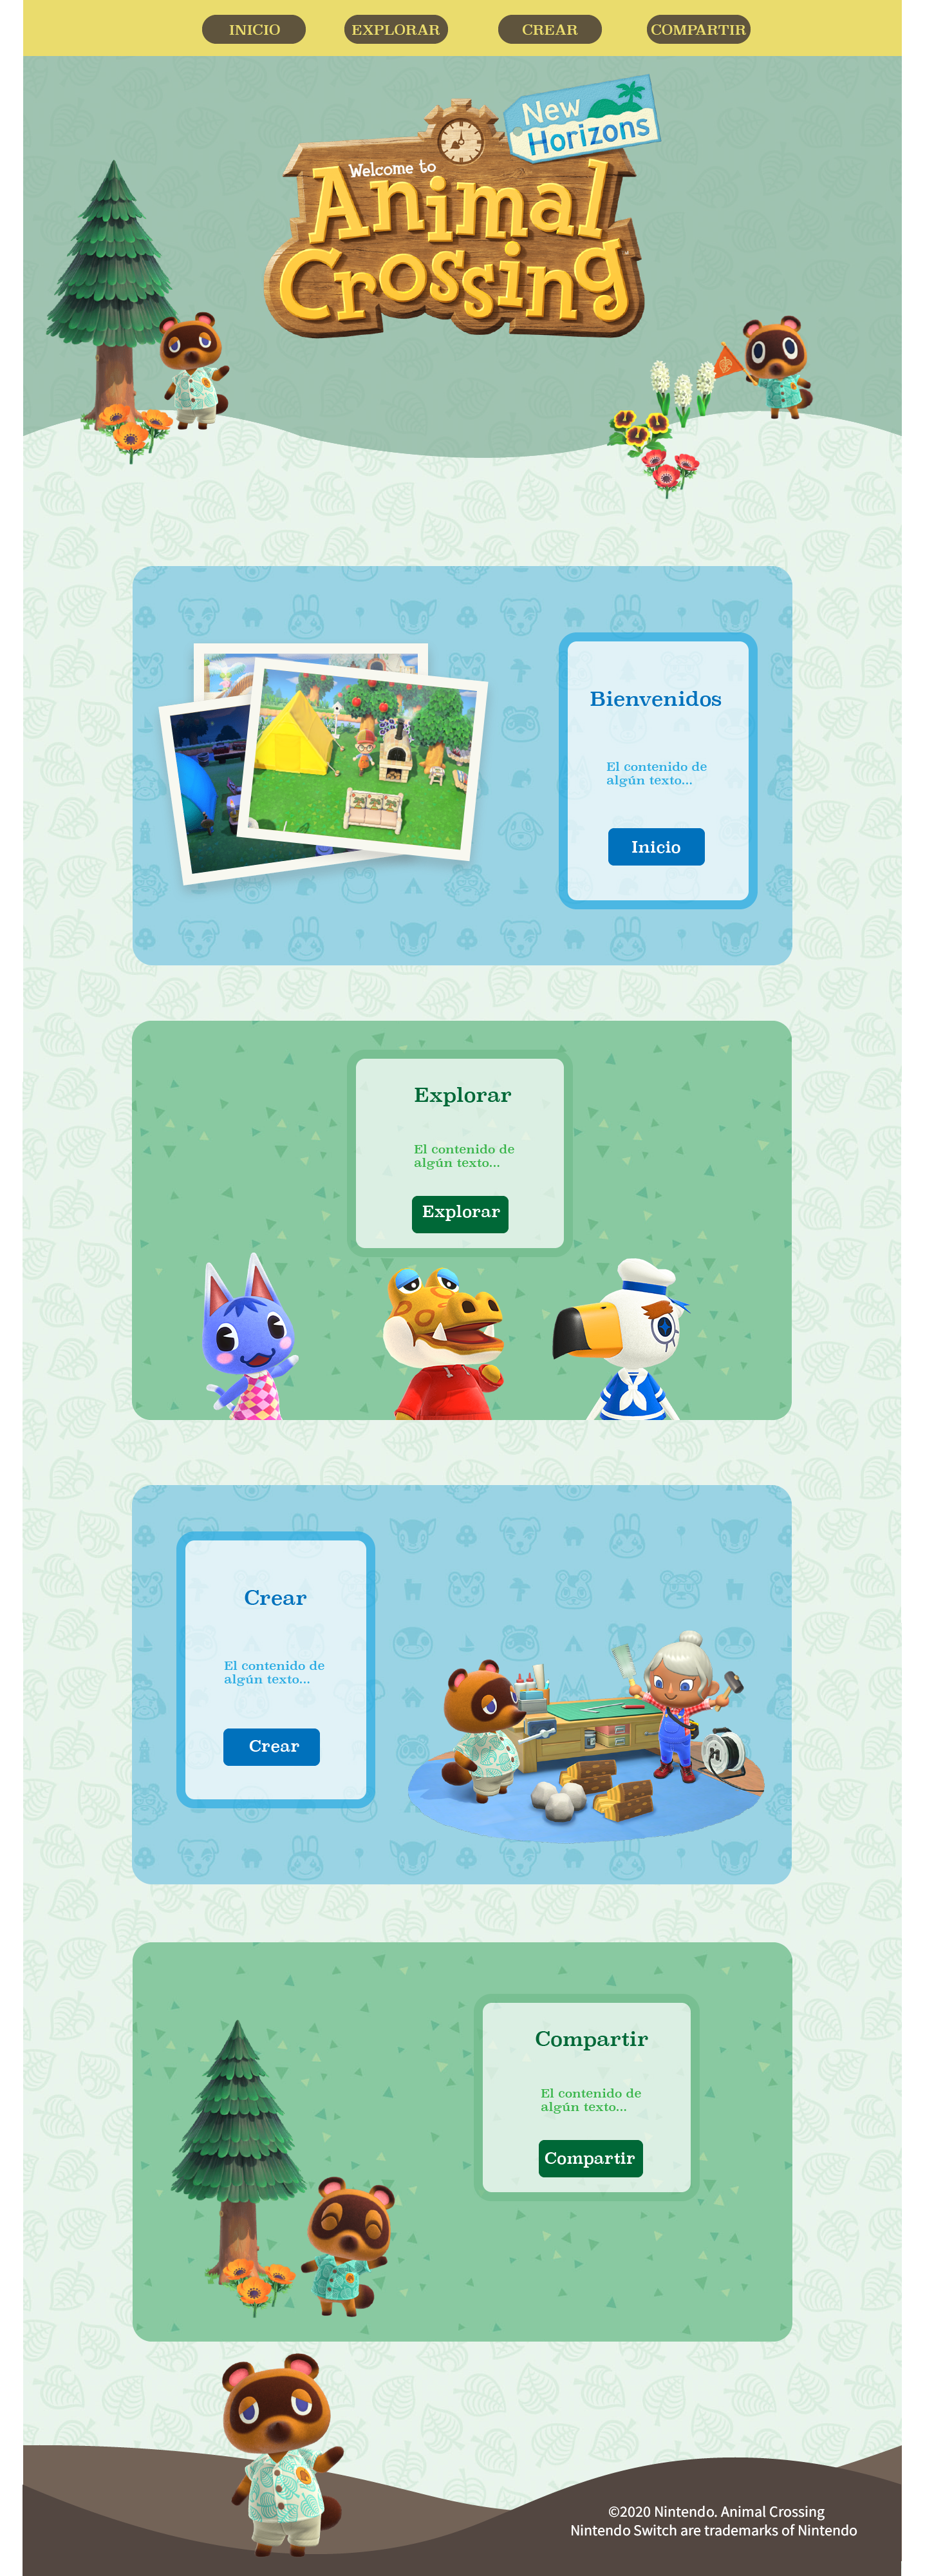 INICIO EXPLORAR CREAR COMPARTIR
New
Horizons
Welcome to
Animal
Crossing
Bienvenidos
El contenido de
algún texto...
Inicio
Explorar
El contenido de
algún texto...
Explorar
Crear
El contenido de
algún texto...
Crear
Compartir
El contenido de
algún texto...
Compartir
©2020 Nintendo. Animal Crossing
Nintendo Switch are trademarks of Nintendo